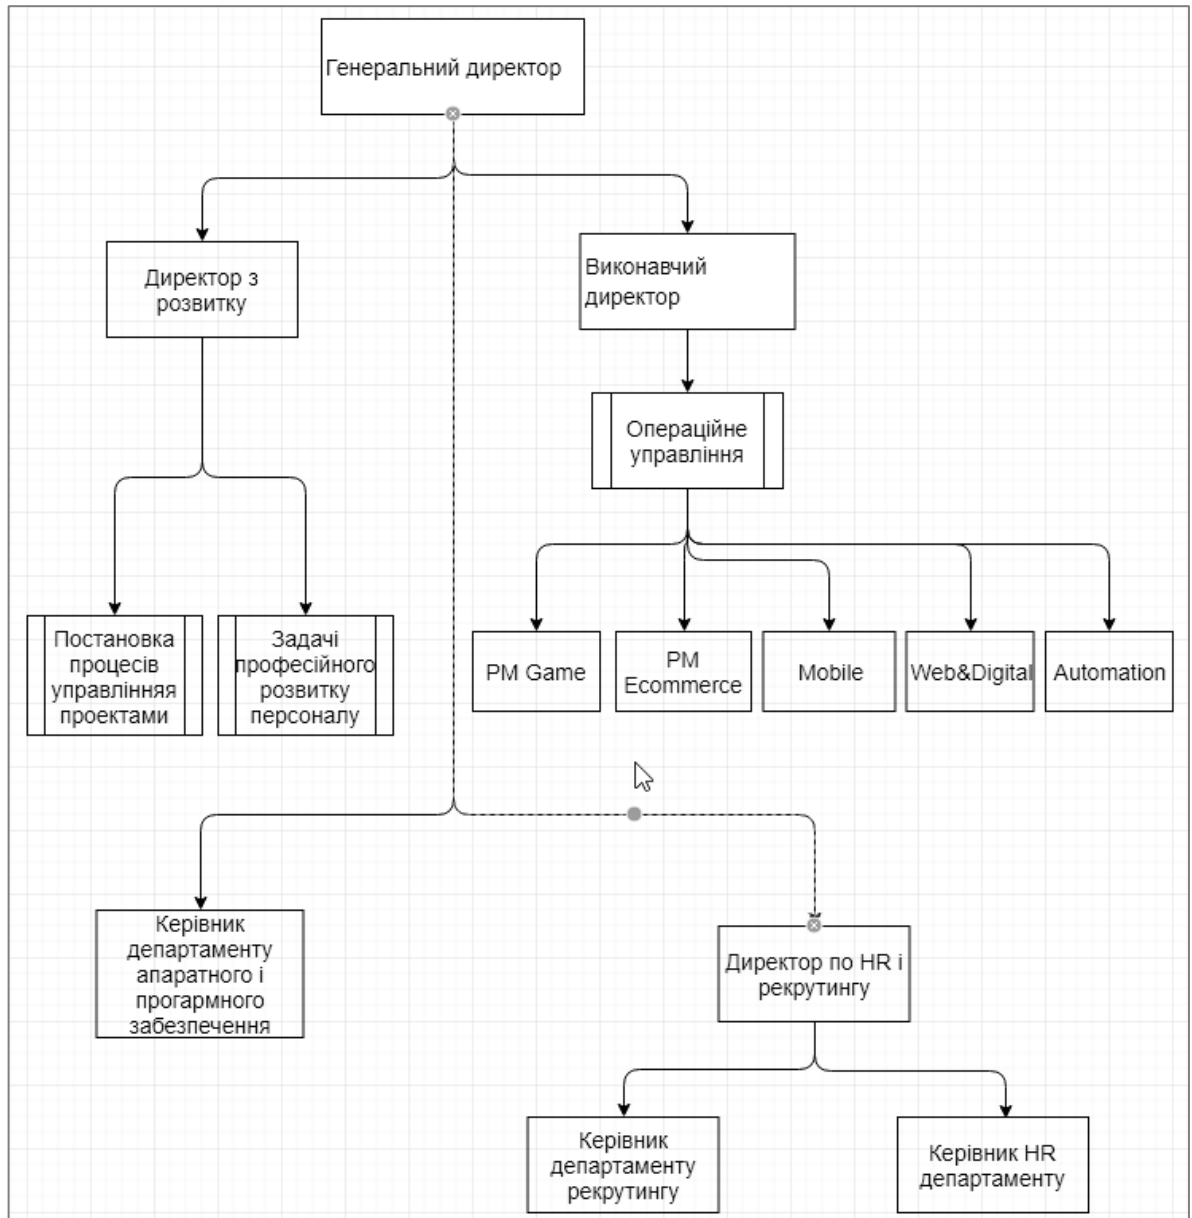 Генеральний директор
Директор з
розвитку
Виконавчий
директор
Операційне
управління
Постановка
процесів
управлінняя
проектами
Задачі
професійного
розвитку
персоналу
PM Game
PM
Ecommerce
Mobile
Web&Digital
Automation
Керівник
департаменту
апаратного і
прогармного
забезпечення
Директор по HR і
рекрутингу
Керівник
департаменту
рекрутингу
Керівник HR
департаменту